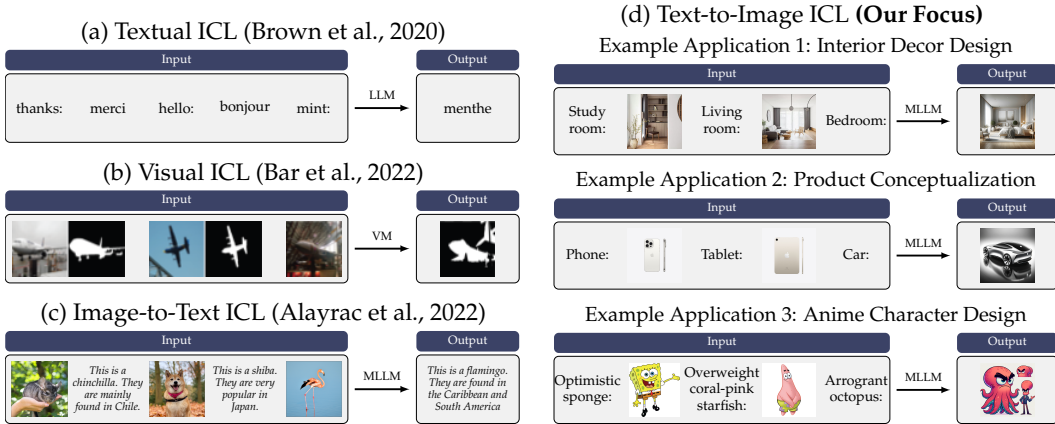 (a) Textual ICL (Brown et al., 2020)
Input
Output
thanks: merci hello: bonjour mint:
LLM
menthe
(b) Visual ICL (Bar et al., 2022)
Input
Output
VM
(c) Image-to-Text ICL (Alayrac et al., 2022)
Input
Output
This is a
chinchilla. They
are mainly
found in Chile.
This is a shiba.
They are very
popular in
Japan.
MLLM
This is a flamingo.
They are found in
the Caribbean and
South America
(d) Text-to-Image ICL (Our Focus)
Example Application 1: Interior Decor Design
Input
Output
Study
room:
Living
room:
Bedroom:
MLLM
Example Application 2: Product Conceptualization
Input
Output
Phone: Tablet: Car:
MLLM
Example Application 3: Anime Character Design
Input
Output
Optimistic
sponge:
Overweight
coral-pink
starfish:
Arrogrant
octopus:
MLLM